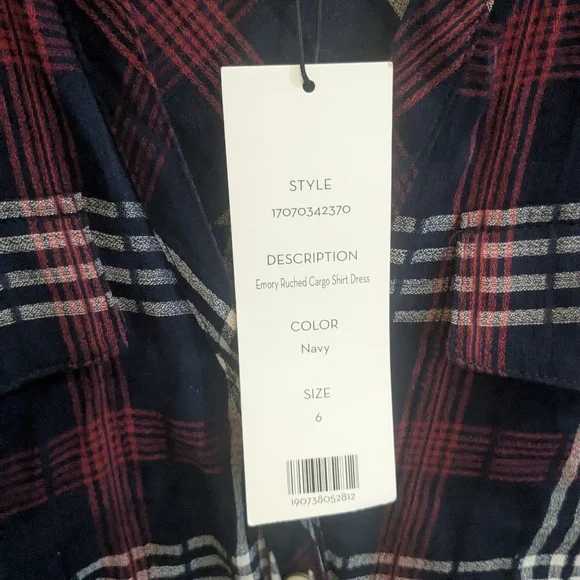 STYLE
17070342370
DESCRIPTION
Emory Ruched Cargo Shirt Dress
COLOR
Navy
SIZE
6
190738052812